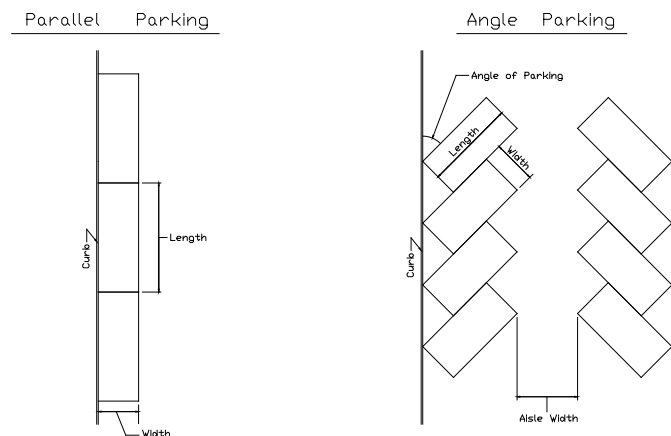 Parallel Parking
Angle Parking
Angle of Parking
Length
Width
Length
Curb
Curb
Aisle Width
Width